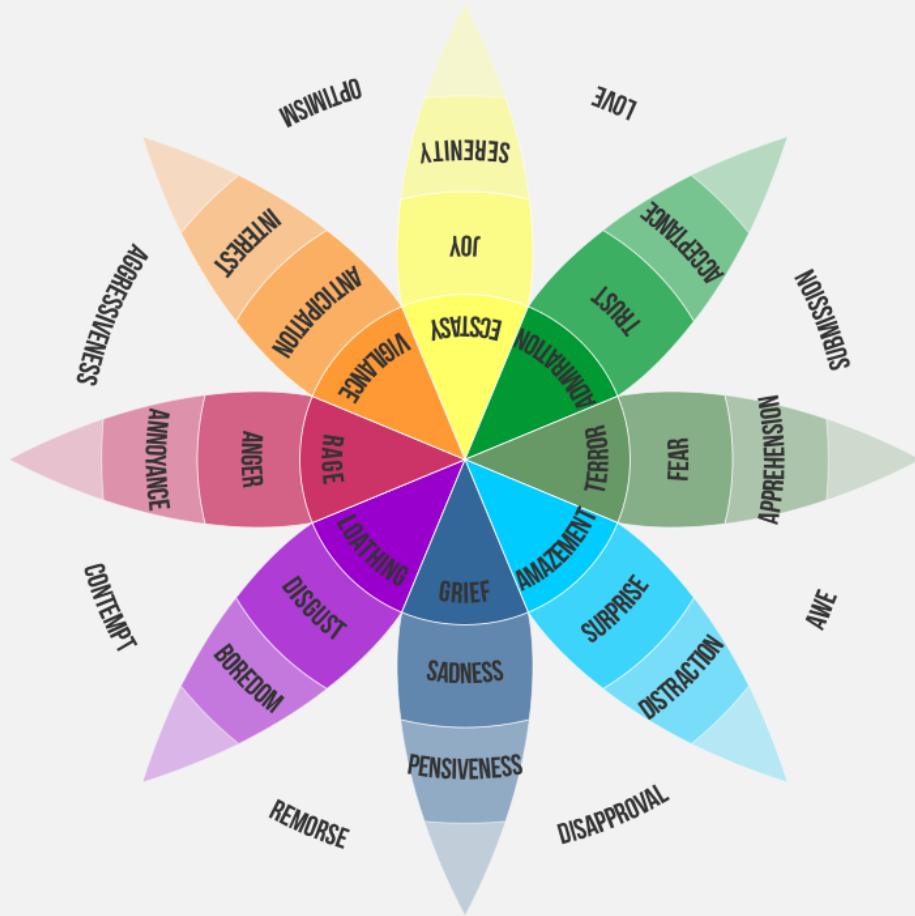 OPTIMISM
LOVE
SERENITY
JOY
ECSTASY
ACCEPTANCE
TRUST
ADMIRATION
SUBMISSION
TERROR
FEAR
APPREHENSION
AWE
AMAZEMENT
SURPRISE
DISTRACTION
DISAPPROVAL
GRIEF
SADNESS
PENSIVENESS
REMORSE
LOATHING
DISGUST
BOREDOM
CONTEMPT
RAGE
ANGER
ANNOYANCE
AGGRESSIVENESS
VIGILANCE
ANTICIPATION
INTEREST